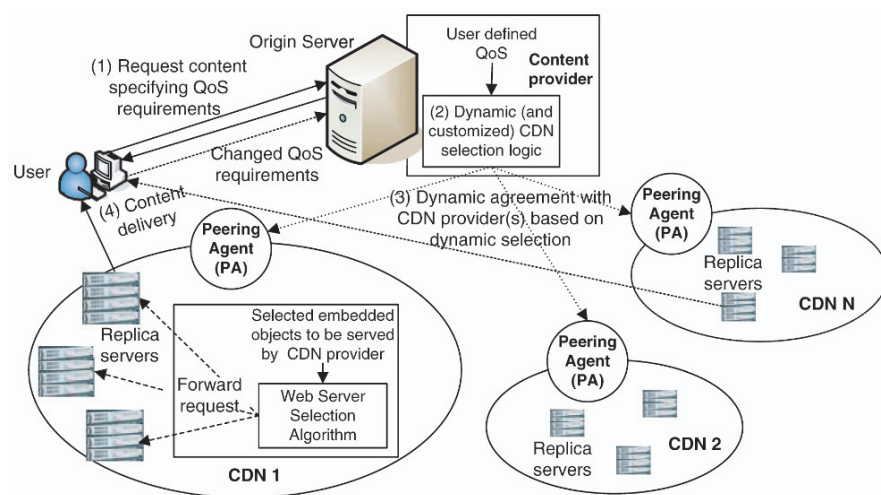 Origin Server
User defined
QoS
Content
provider
(1) Request content
specifying QoS
requirements
(2) Dynamic (and
customized) CDN
selection logic
User
Changed QoS
requirements
(3) Dynamic agreement with
CDN provider(s) based on
dynamic selection
(4) Content
delivery
Peering
Agent
(PA)
Peering
Agent
(PA)
Replica
servers
CDN N
Selected embedded
objects to be served
by CDN provider
Replica
servers
Forward
request
Web Server
Selection
Algorithm
CDN 1
Peering
Agent
(PA)
Replica
servers
CDN 2